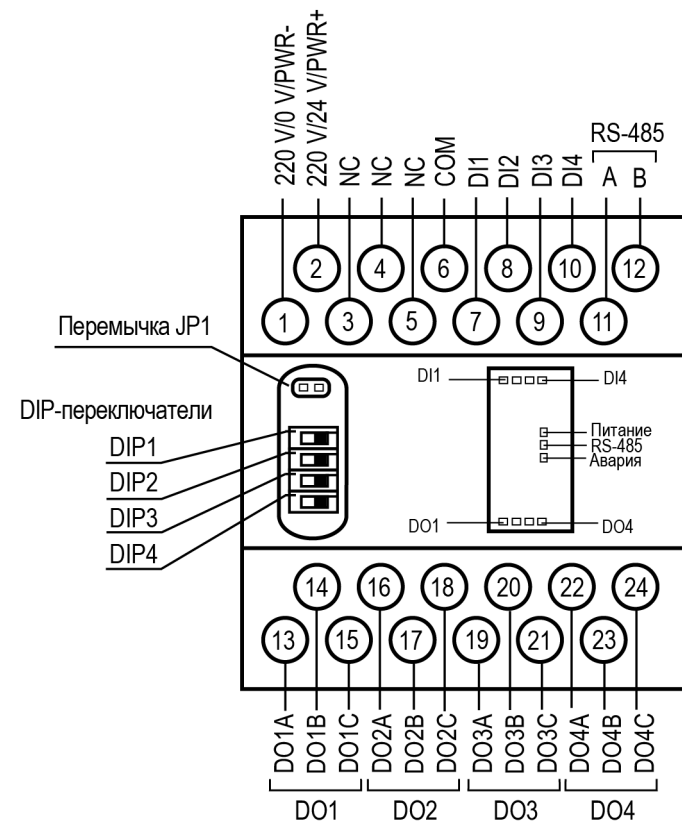 220 V/0 V/PWR-
220 V/24 V/PWR+
NC
NC
NC
COM
DI1
DI2
DI3
DI4
RS-485
A B
2 4 6 8 10 12
1 3 5 7 9 11
Перемычка JP1
DI1 DI4
DIP-переключатели
Питание
RS-485
Авария
DIP1
DIP2
DIP3
DIP4
DO1 DO4
14 16 18 20 22 24
13 15 17 19 21 23
DO1A
DO1B
DO1C
DO2A
DO2B
DO2C
DO3A
DO3B
DO3C
DO4A
DO4B
DO4C
DO1 DO2 DO3 DO4